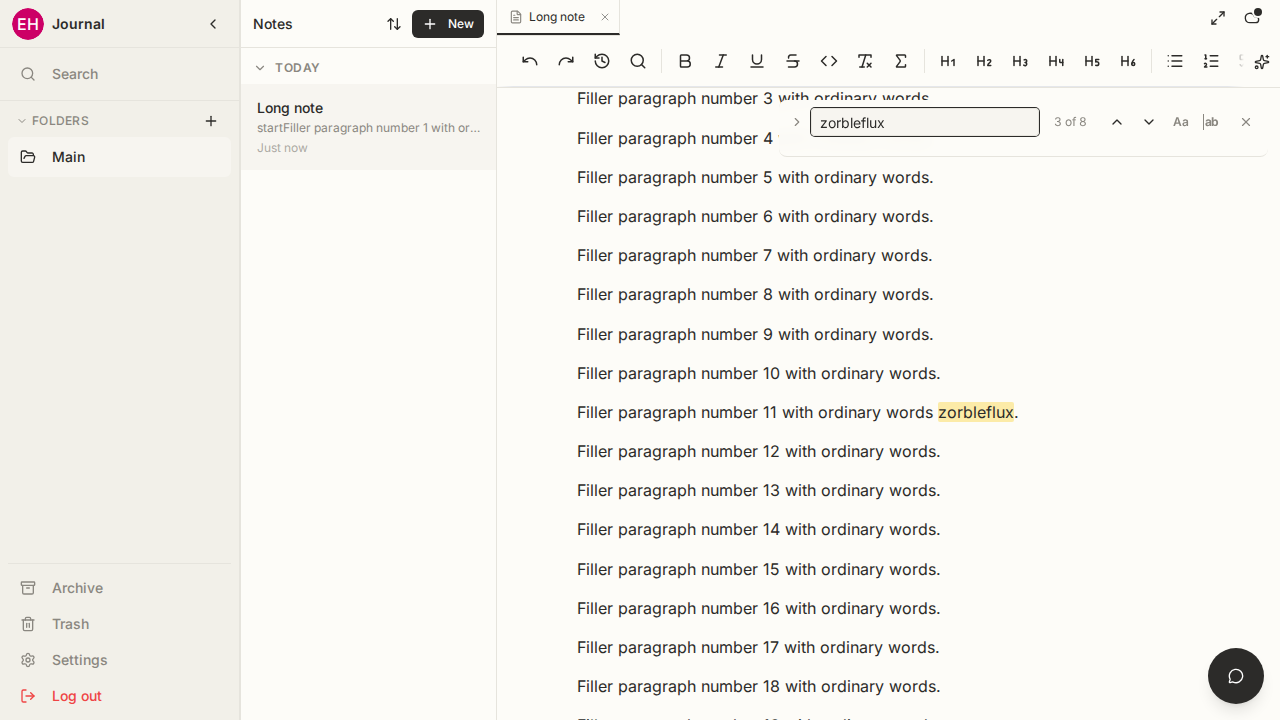 EH Journal
Search
FOLDERS
Main
Archive
Trash
Settings
Log out
Notes
New
TODAY
Long note
startFiller paragraph number 1 with or...
Just now
Long note
B I U S H1 H2 H3 H4 H5 H6
zorbleflux
3 of 8
Aa
ab
Filler paragraph number 3 with ordinary words.
Filler paragraph number 4
Filler paragraph number 5 with ordinary words.
Filler paragraph number 6 with ordinary words.
Filler paragraph number 7 with ordinary words.
Filler paragraph number 8 with ordinary words.
Filler paragraph number 9 with ordinary words.
Filler paragraph number 10 with ordinary words.
Filler paragraph number 11 with ordinary words zorbleflux.
Filler paragraph number 12 with ordinary words.
Filler paragraph number 13 with ordinary words.
Filler paragraph number 14 with ordinary words.
Filler paragraph number 15 with ordinary words.
Filler paragraph number 16 with ordinary words.
Filler paragraph number 17 with ordinary words.
Filler paragraph number 18 with ordinary words.